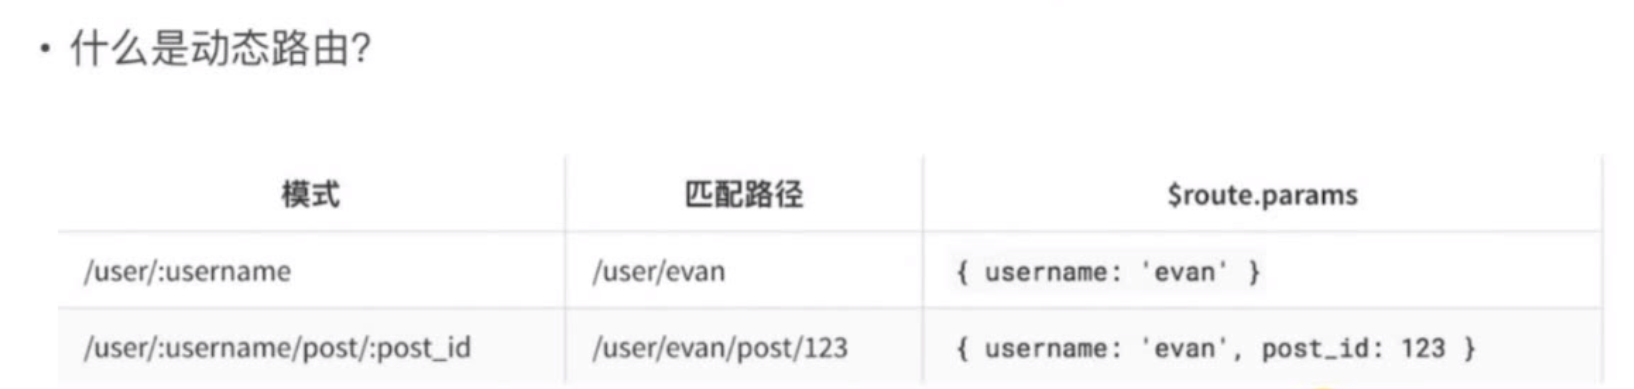 • 什么是动态路由?
模式 匹配路径 $route.params
/user/:username /user/evan { username: 'evan' }
/user/:username/post/:post_id /user/evan/post/123 { username: 'evan', post_id: 123 }